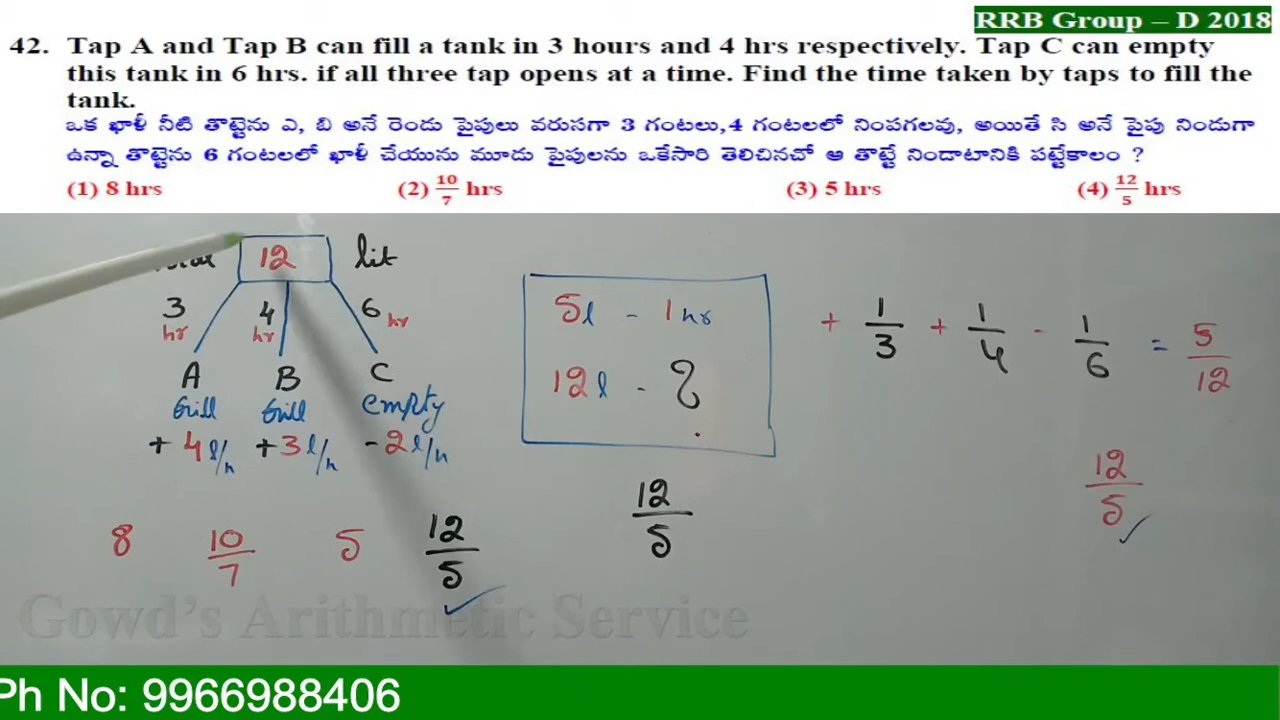 RRB Group – D 2018
42. Tap A and Tap B can fill a tank in 3 hours and 4 hrs respectively. Tap C can empty
this tank in 6 hrs. if all three tap opens at a time. Find the time taken by taps to fill the
tank.
ఒక ఖాళీ నీటి తొట్టెను ఎ, బి అనే రెండు పైపులు వరుసగా 3 గంటలు,4 గంటలలో నింపగలవు, అయితే సి అనే పైపు నిండుగా
ఉన్నా తొట్టెను 6 గంటలలో ఖాళీ చేయును మూడు పైపులను ఒకేసారి తెలిచినచో ఆ తొట్టే నిండాటానికి పట్టేకాలం ?
(1) 8 hrs (2) 10/7 hrs (3) 5 hrs (4) 12/5 hrs
12 lit
3 hr 4 hr 6 hr
A B C
fill fill empty
+4 l/h +3 l/h -2 l/h
5l - 1 hr
12l - ?
+ 1/3 + 1/4 - 1/6 = 5/12
12/5
12/5
8 10/7 5 12/5
Gowd's Arithmetic Service
Ph No: 9966988406